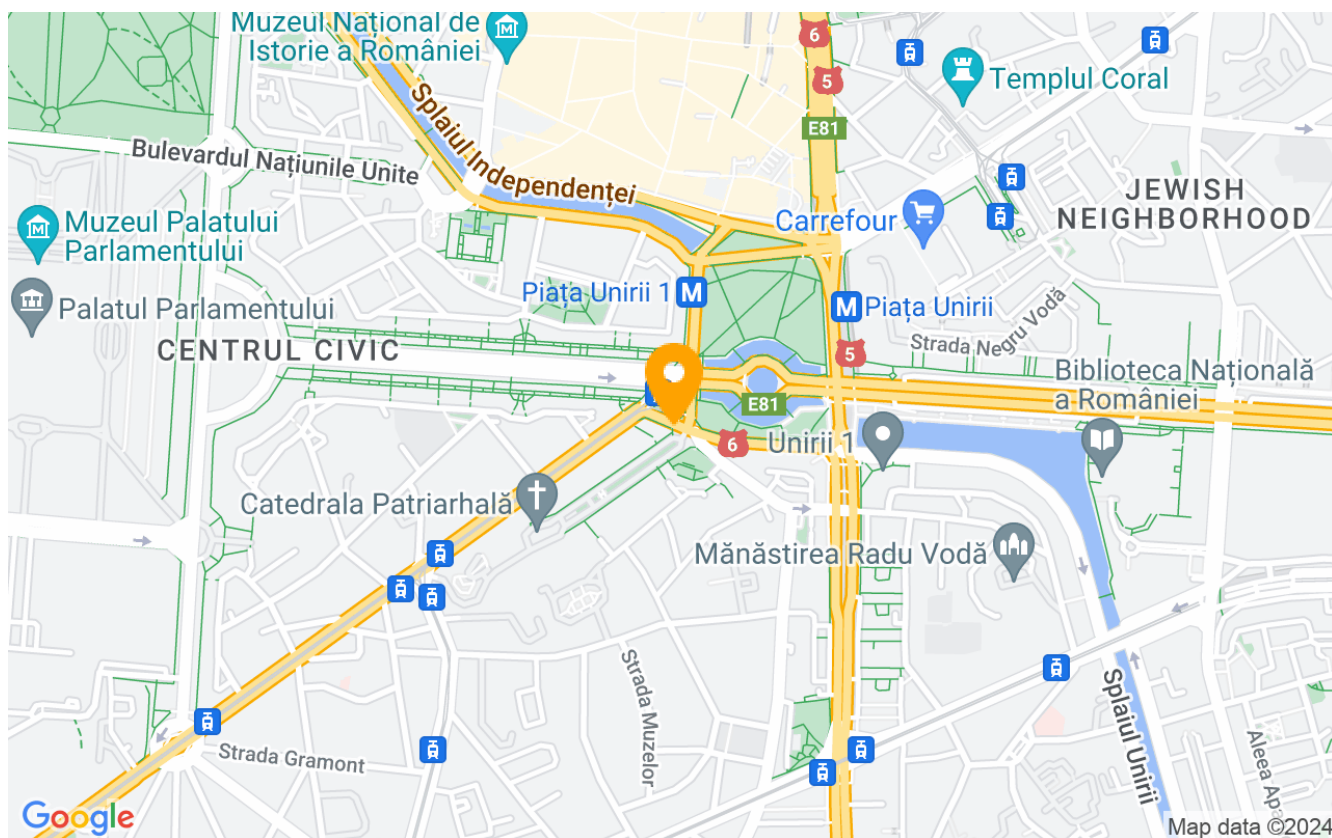 Muzeul Național de
Istorie a României
6
5
E81
Templul Coral
Splaiul Independenței
Bulevardul Națiunile Unite
JEWISH
NEIGHBORHOOD
Carrefour
Muzeul Palatului
Parlamentului
Piața Unirii 1
M
M
Piața Unirii
Palatul Parlamentului
CENTRUL CIVIC
Strada Negru Vodă
5
Biblioteca Națională
a României
E81
6
Unirii 1
Catedrala Patriarhală
Mănăstirea Radu Vodă
Strada Muzelor
Splaiul Unirii
Strada Gramont
Aleea Apa
Google
Map data ©2024